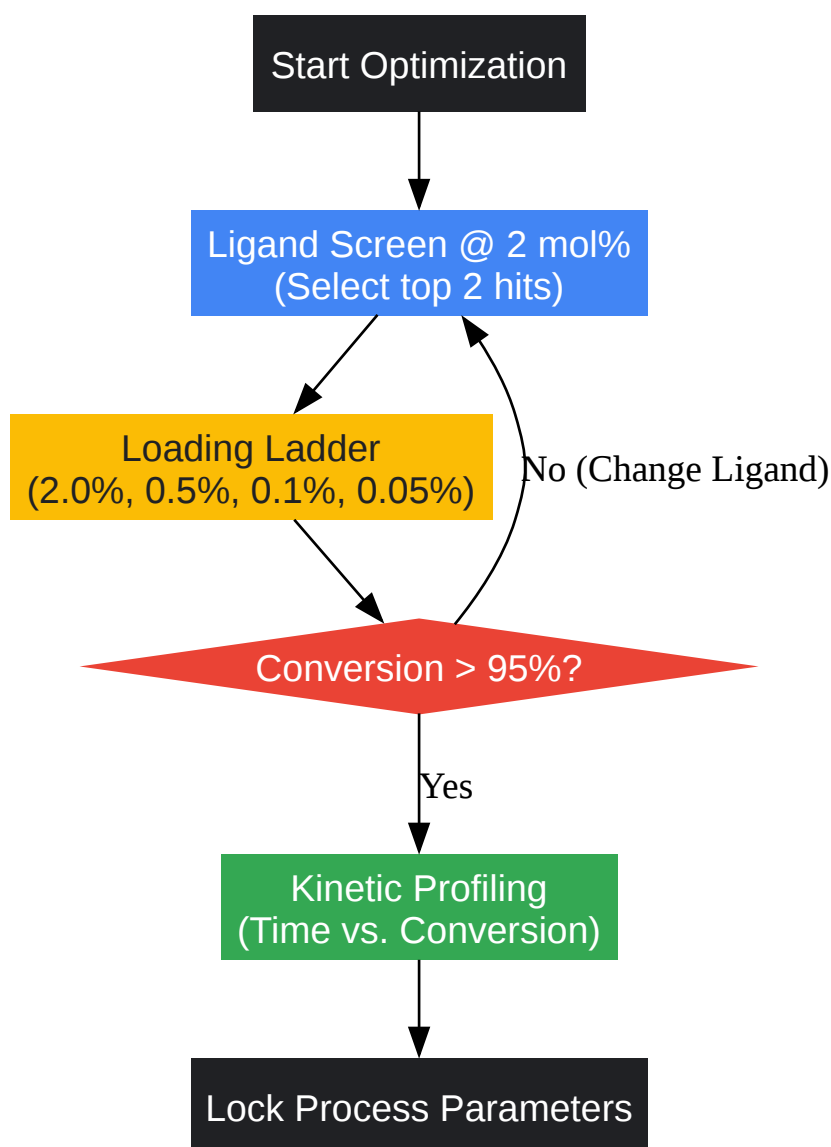 Start Optimization
Ligand Screen @ 2 mol%
(Select top 2 hits)
Loading Ladder
(2.0%, 0.5%, 0.1%, 0.05%)
No (Change Ligand)
Conversion > 95%?
Yes
Kinetic Profiling
(Time vs. Conversion)
Lock Process Parameters